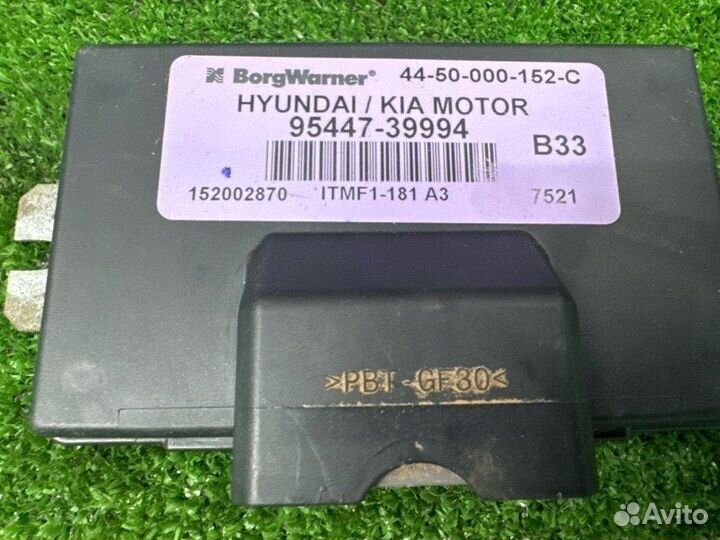 BorgWarner® 44-50-000-152-C
HYUNDAI / KIA MOTOR
95447-39994
B33
152002870 ITMF1-181 A3 7521
>PBT-GF30<
Avito